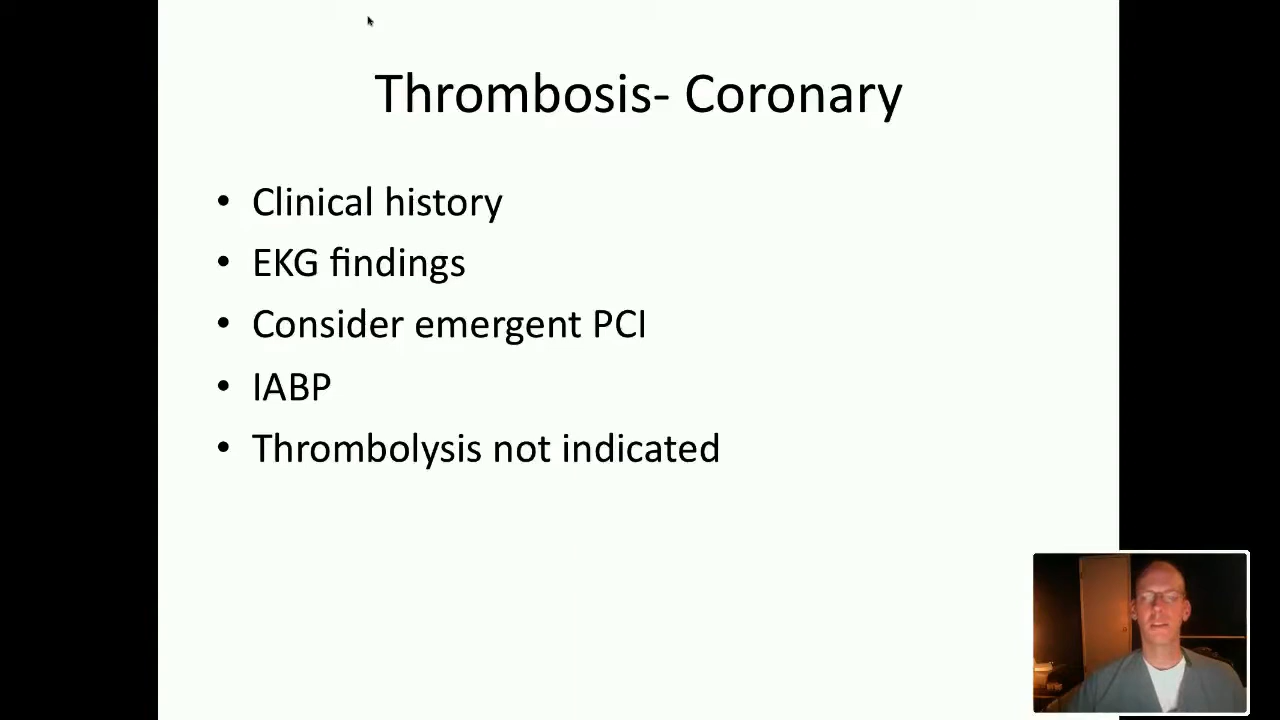 Thrombosis- Coronary
• Clinical history
• EKG findings
• Consider emergent PCI
• IABP
• Thrombolysis not indicated